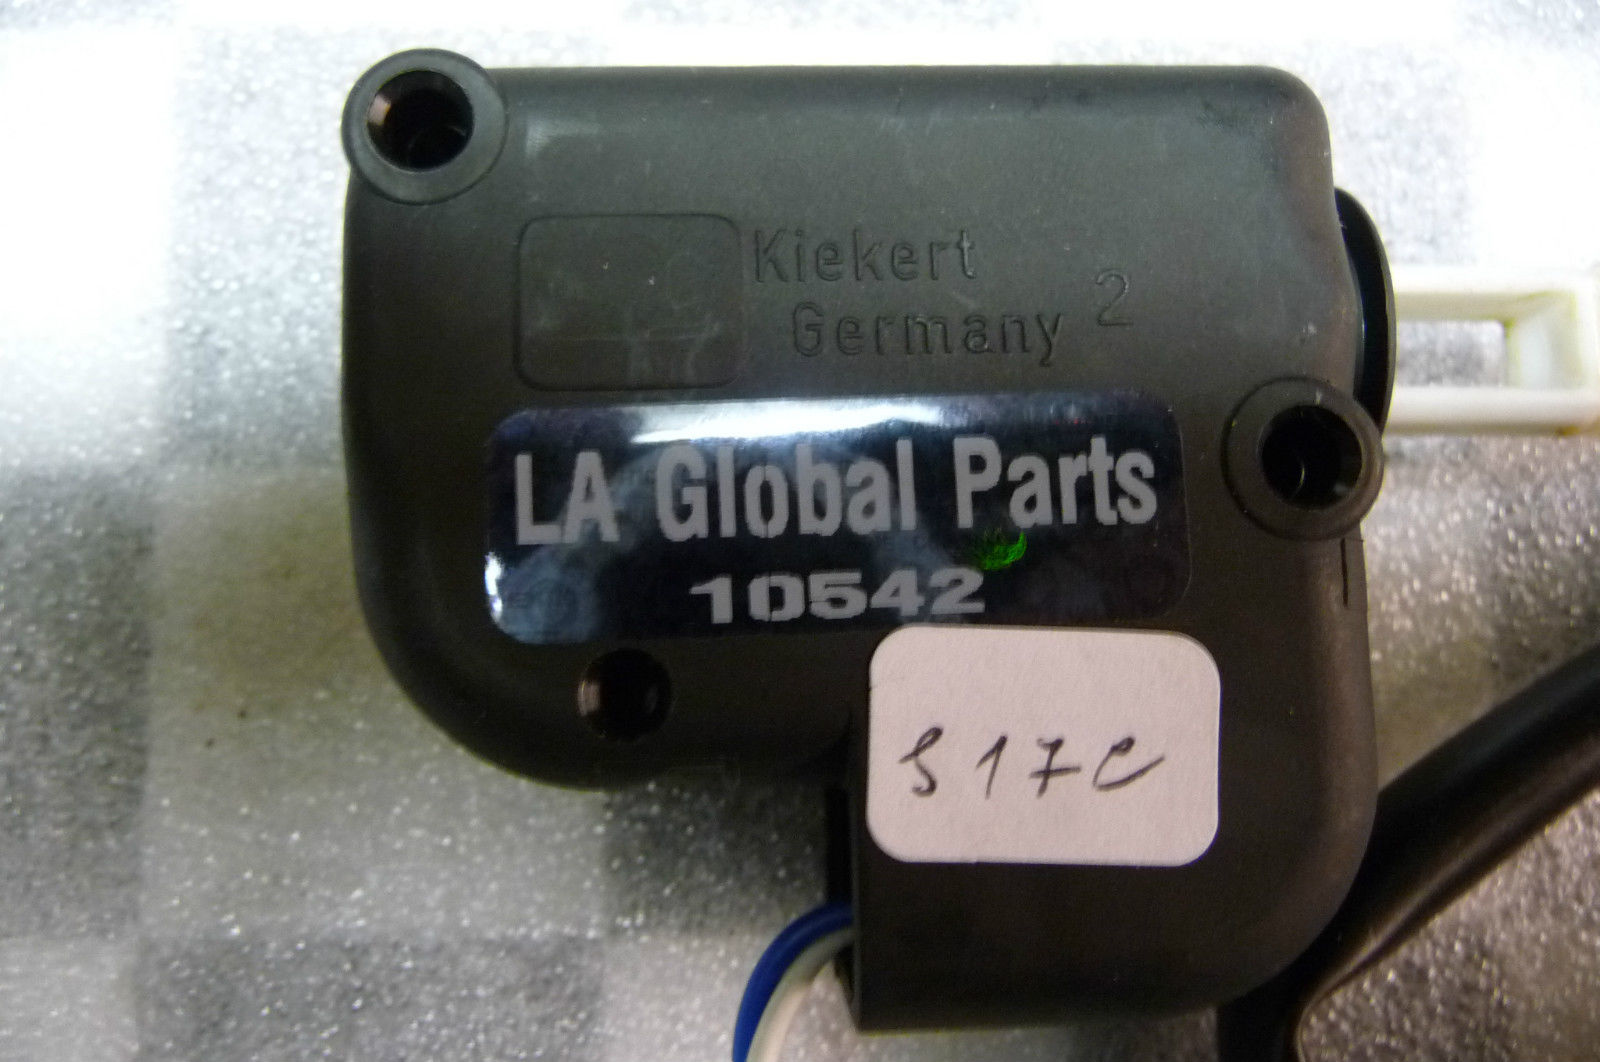 Kiekert
Germany 2
LA Global Parts
10542
S17C